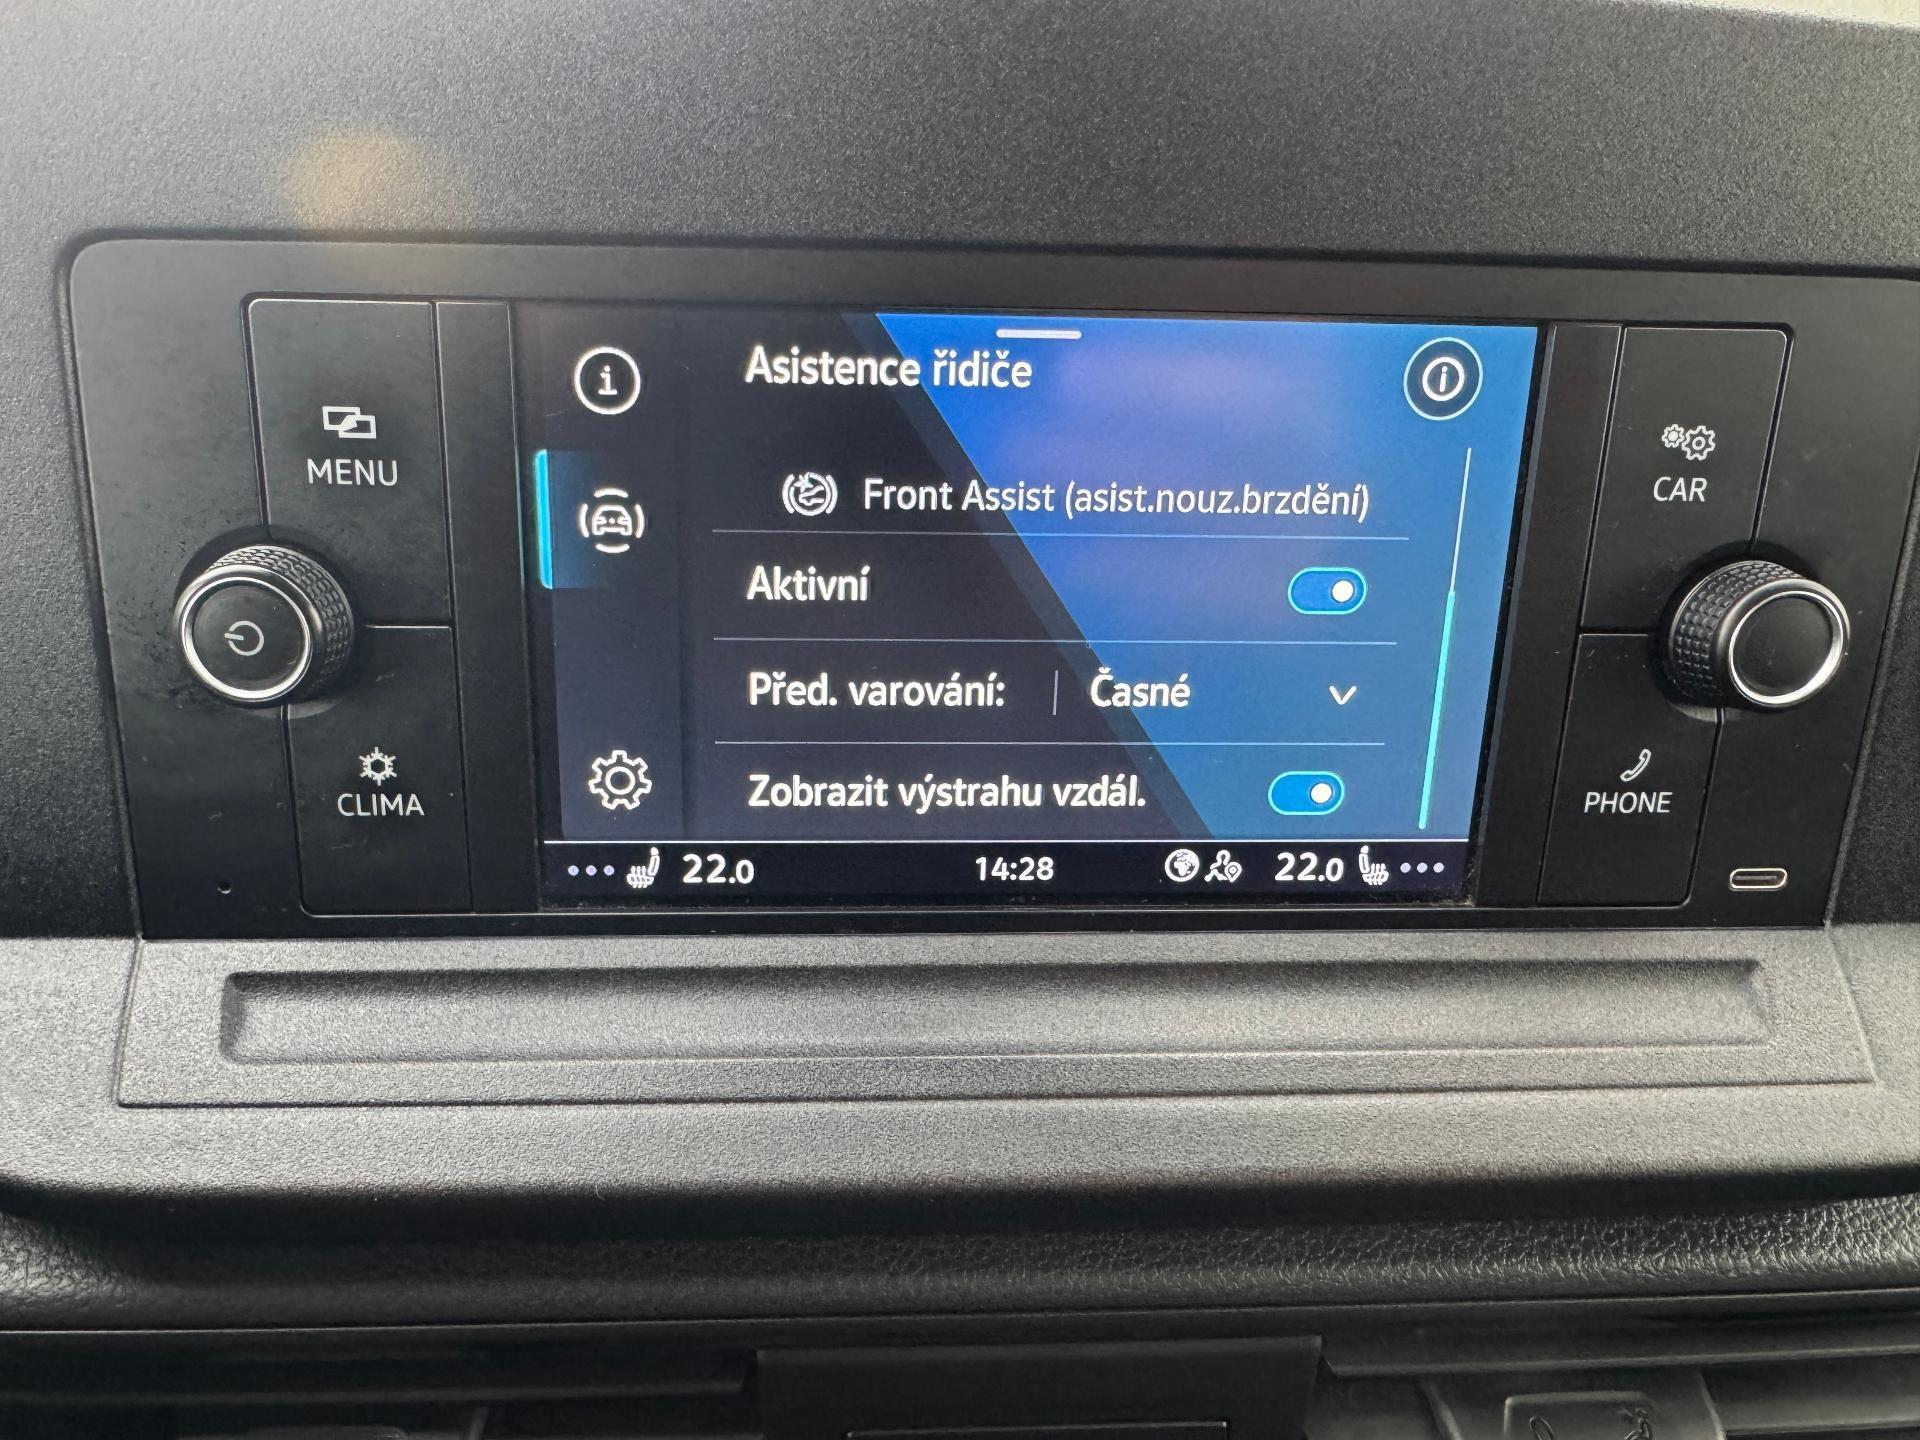 Asistence řidiče
MENU
CAR
Front Assist (asist.nouz.brzdění)
Aktivní
Před. varování: Časné
Zobrazit výstrahu vzdál.
CLIMA
PHONE
22.0 14:28 22.0